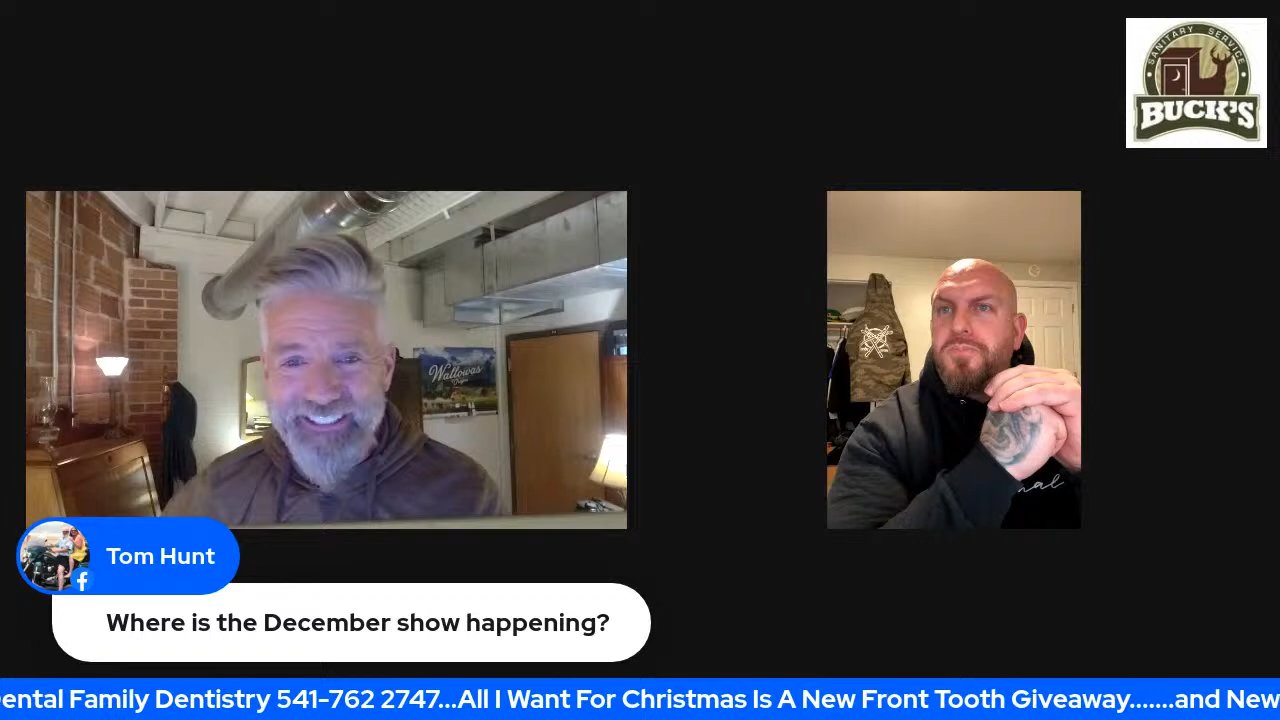 SANITARY SERVICE
BUCK'S
Wallowas
nal
Tom Hunt
Where is the December show happening?
ental Family Dentistry 541-762 2747...All I Want For Christmas Is A New Front Tooth Giveaway.......and New